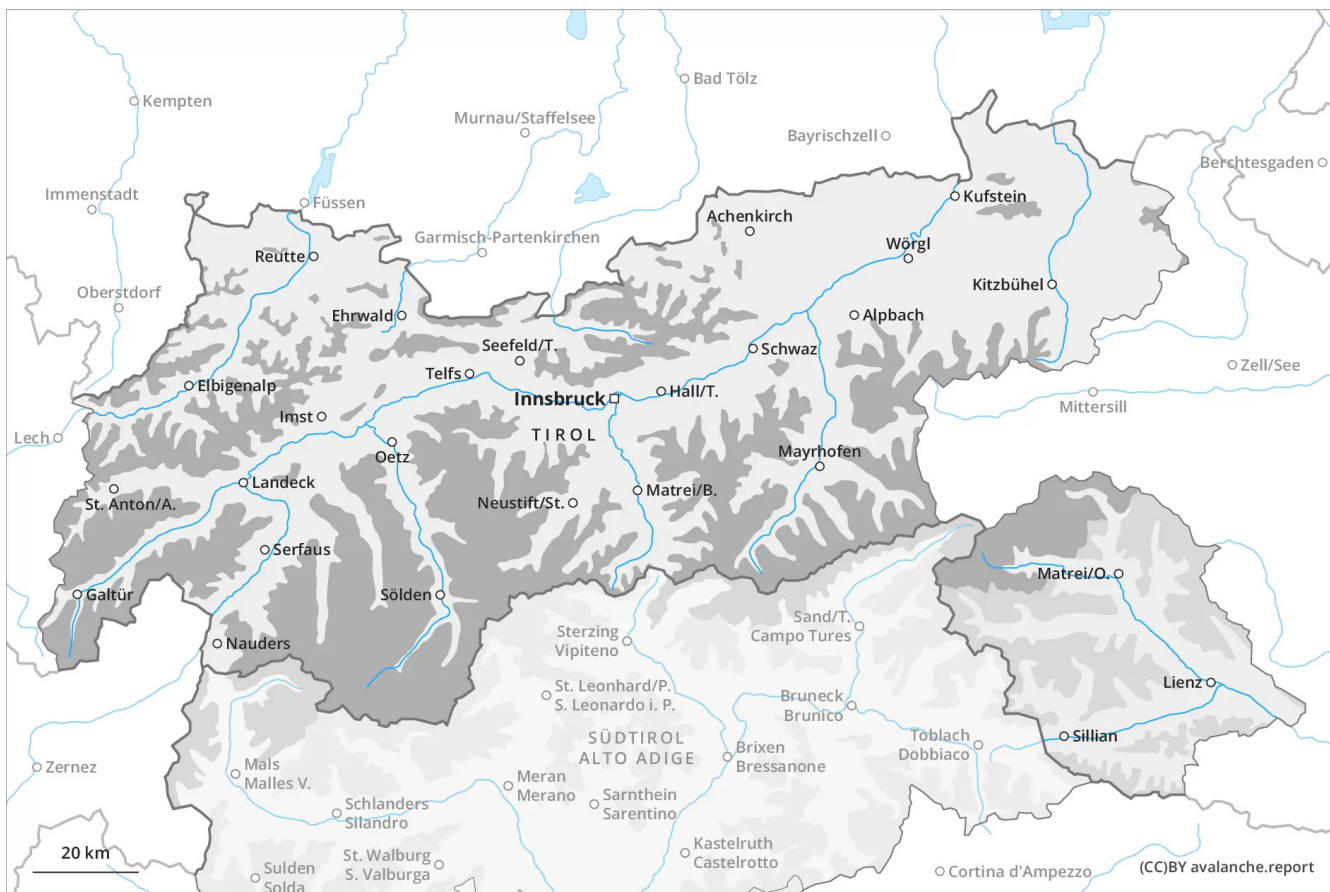 Bad Tölz
Kempten
Murnau/Staffelsee
Bayrischzell
Berchtesgaden
Immenstadt
Füssen
Kufstein
Achenkirch
Garmisch-Partenkirchen
Wörgl
Reutte
Kitzbühel
Oberstdorf
Ehrwald
Alpbach
Seefeld/T.
Schwaz
Zell/See
Telfs
Elbigenalp
Hall/T.
Innsbruck
Mittersill
Imst
TIROL
Lech
Oetz
Mayrhofen
Landeck
Matrei/B.
St. Anton/A.
Neustift/St.
Serfaus
Matrei/O.
Galtür
Sölden
Sand/T.
Campo Tures
Sterzing
Vipiteno
Nauders
Lienz
St. Leonhard/P.
S. Leonardo i. P.
Bruneck
Brunico
Sillian
SÜDTIROL
ALTO ADIGE
Toblach
Dobbiaco
Brixen
Bressanone
Zernez
Mals
Malles V.
Meran
Merano
Sarnthein
Sarentino
Schlanders
Silandro
Kastelruth
Castelrotto
20 km
St. Walburg
S. Valburga
Sulden
Solda
Cortina d'Ampezzo
(CC)BY avalanche.report